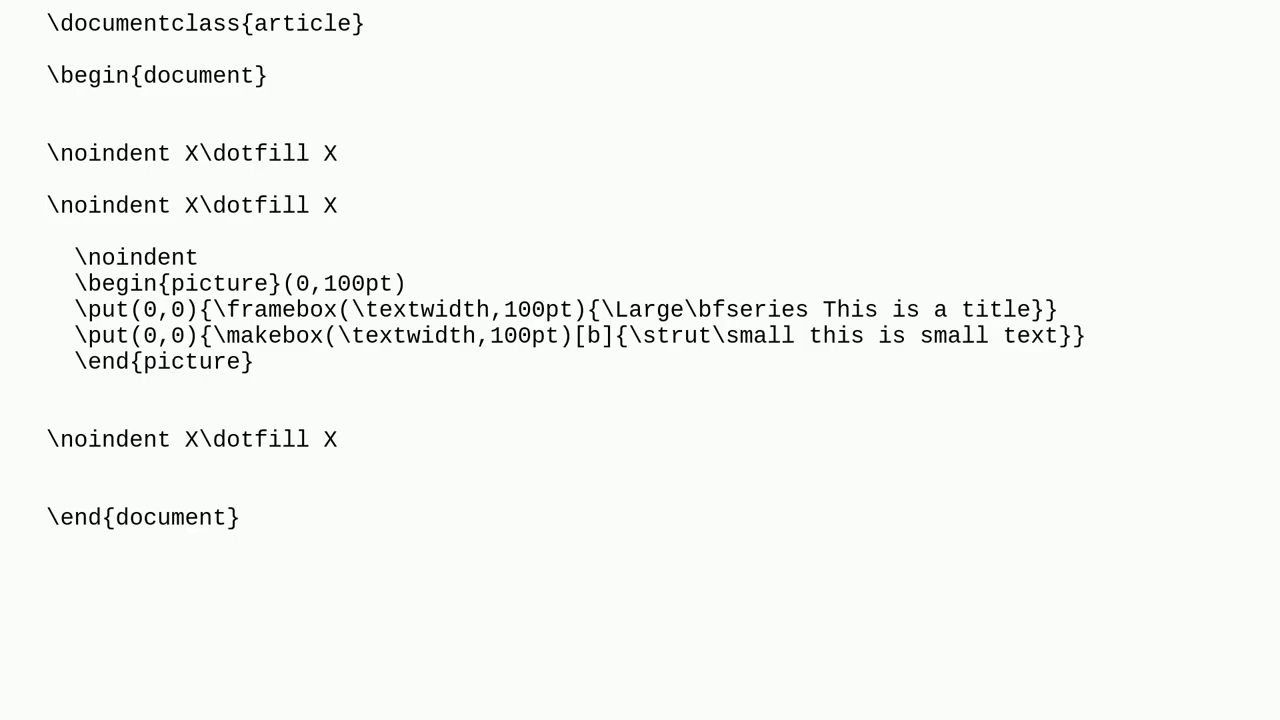 \documentclass{article}
\begin{document}
\noindent X\dotfill X
\noindent X\dotfill X
\noindent
\begin{picture}(0,100pt)
\put(0,0){\framebox(\textwidth,100pt){\Large\bfseries This is a title}}
\put(0,0){\makebox(\textwidth,100pt)[b]{\strut\small this is small text}}
\end{picture}
\noindent X\dotfill X
\end{document}